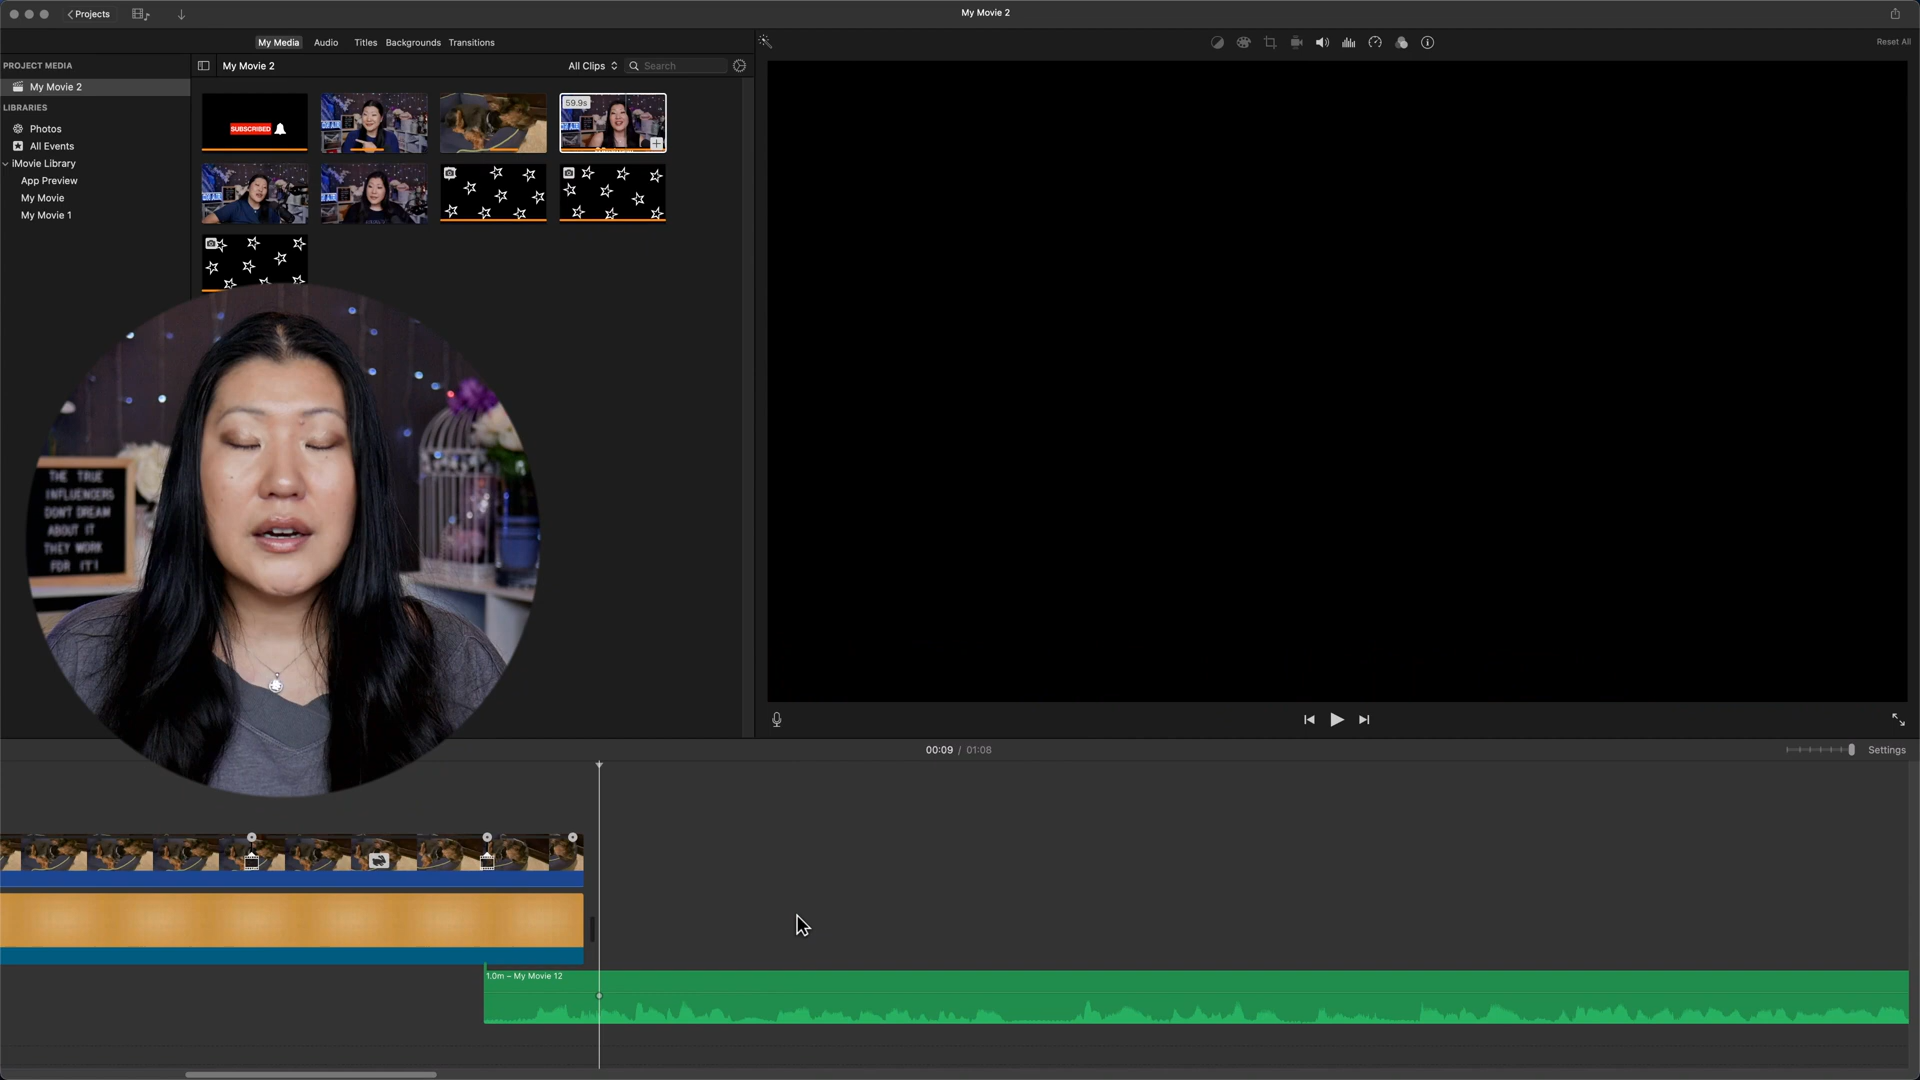 Projects
My Movie 2
My Media Audio Titles Backgrounds Transitions
Reset All
PROJECT MEDIA
My Movie 2
All Clips
Search
My Movie 2
LIBRARIES
Photos
All Events
iMovie Library
App Preview
My Movie
My Movie 1
SUBSCRIBED
59.9s
THE TRUE
INFLUENCERS
DON'T DREAM
ABOUT IT
THEY WORK
FOR IT!
00:09 / 01:08
Settings
1.0m – My Movie 12